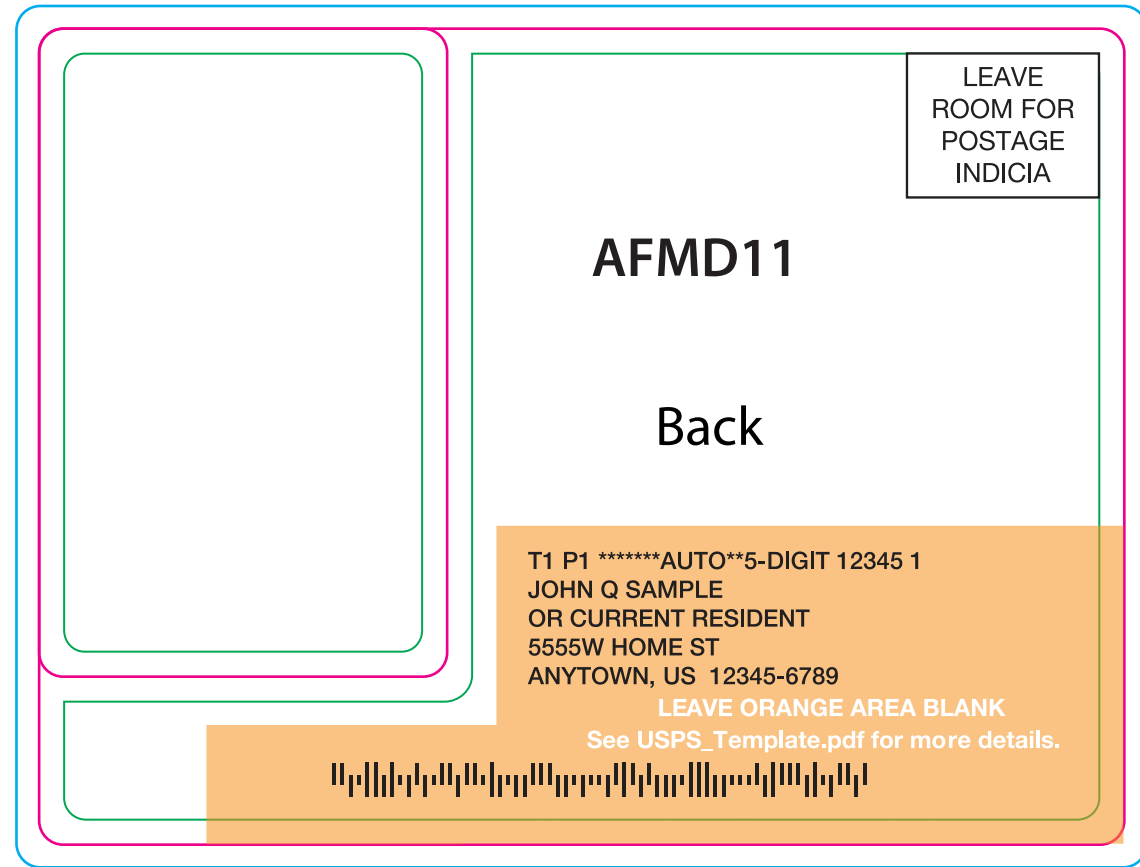 LEAVE
ROOM FOR
POSTAGE
INDICIA
AFMD11
Back
T1 P1 *******AUTO**5-DIGIT 12345 1
JOHN Q SAMPLE
OR CURRENT RESIDENT
5555W HOME ST
ANYTOWN, US  12345-6789
LEAVE ORANGE AREA BLANK
See USPS_Template.pdf for more details.